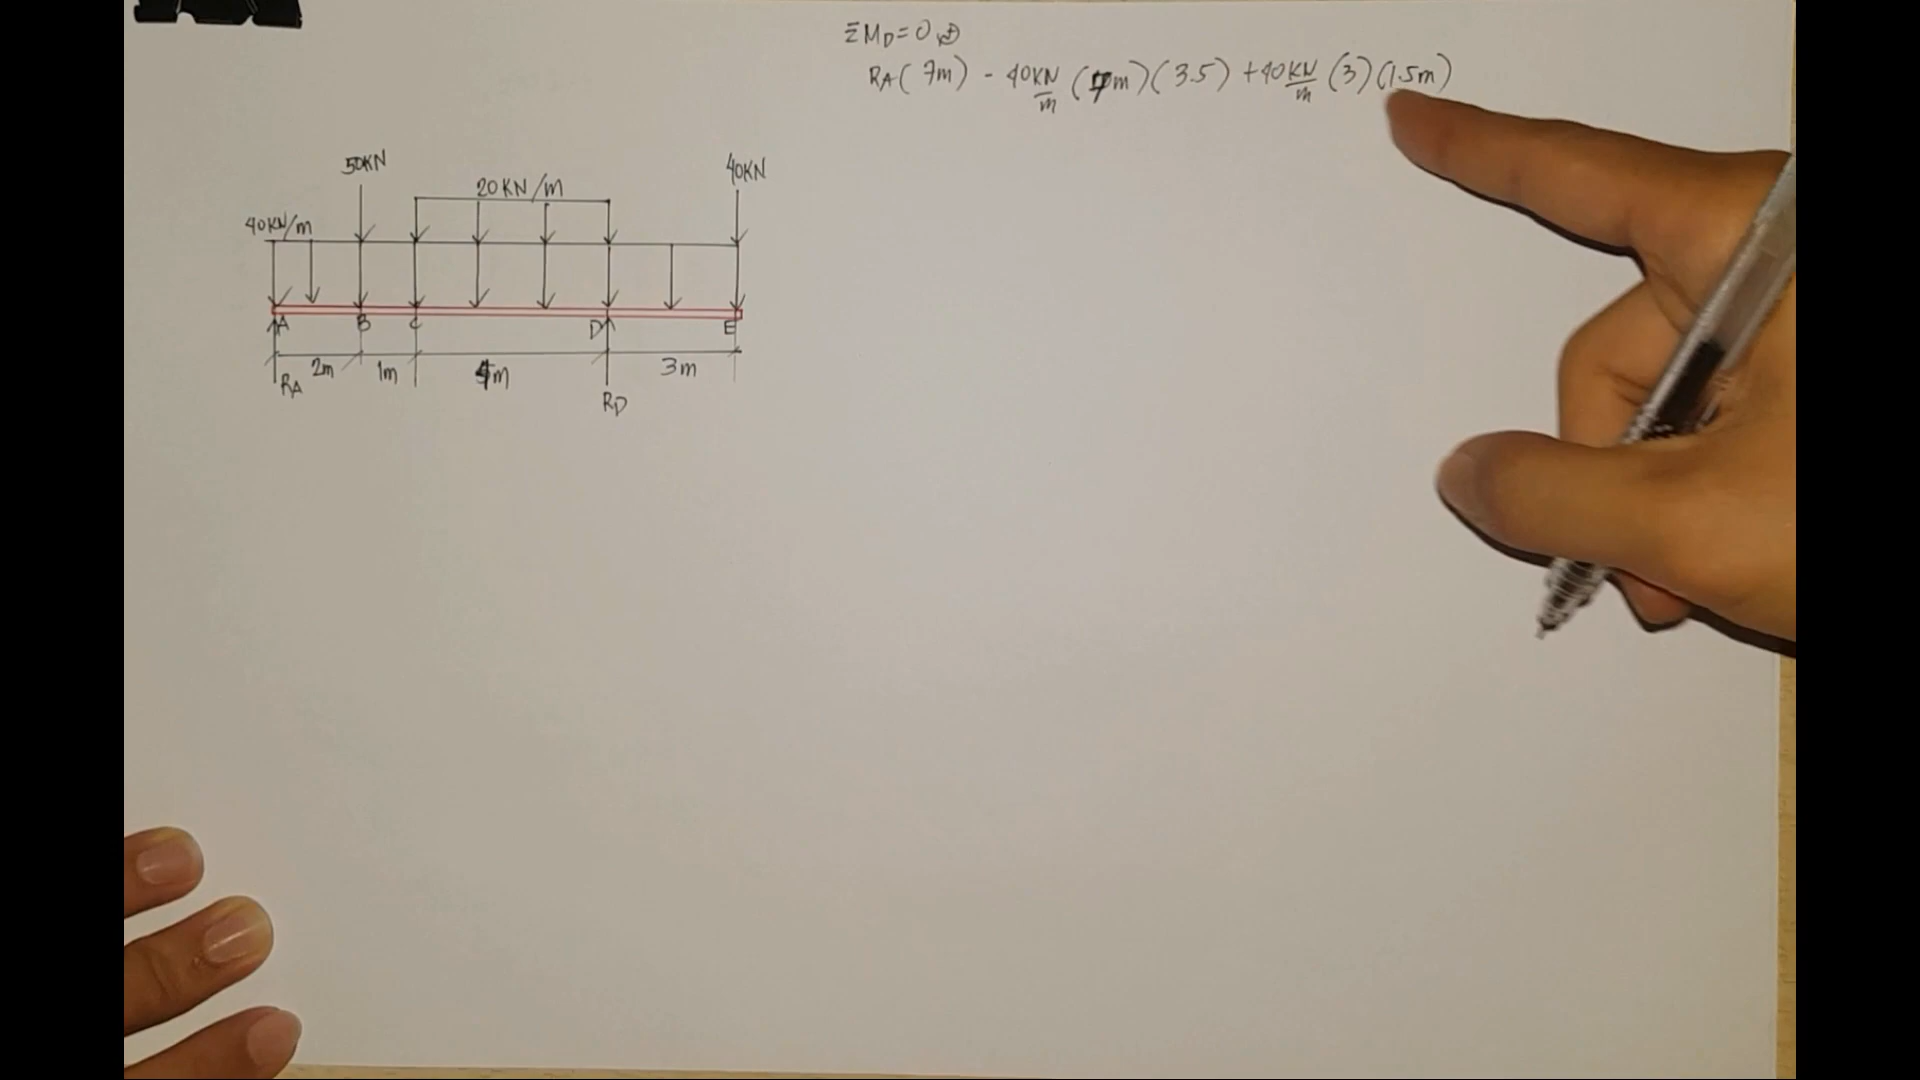 ΣM_D = 0 ↻⊕
R_A(7m) - 40KN/m (7m)(3.5) + 40KN/m (3)(1.5m)
50KN
40KN
20KN/m
40KN/m
A B C D E
2m 1m 4m 3m
R_A
R_D